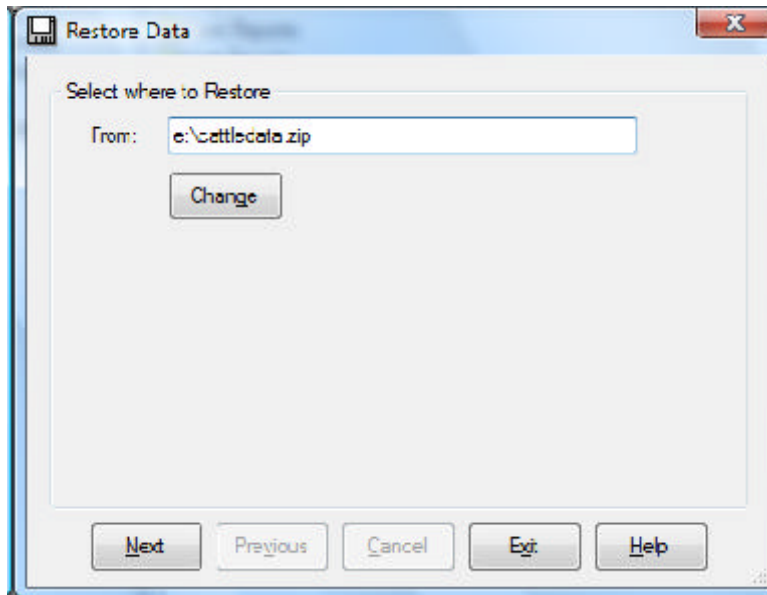 Restore Data
Select where to Restore
From: e:\cattledata.zip
Change
Next Previous Cancel Exit Help